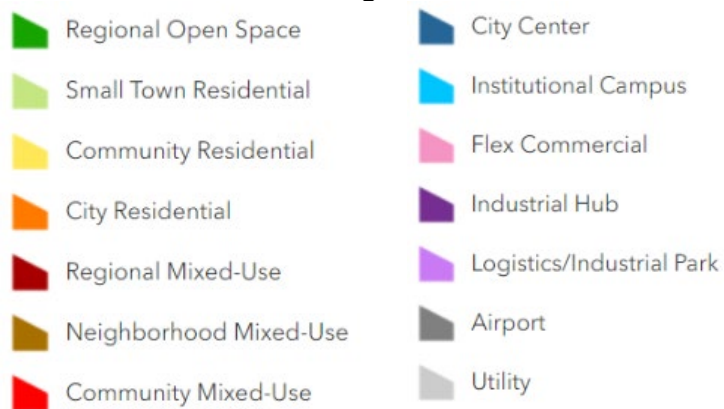 Regional Open Space
Small Town Residential
Community Residential
City Residential
Regional Mixed-Use
Neighborhood Mixed-Use
Community Mixed-Use
City Center
Institutional Campus
Flex Commercial
Industrial Hub
Logistics/Industrial Park
Airport
Utility